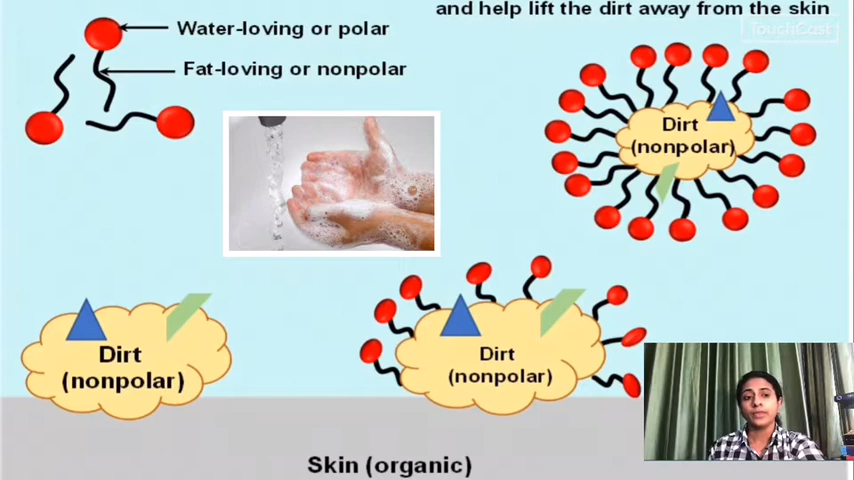 and help lift the dirt away from the skin
TouchCast
Water-loving or polar
Fat-loving or nonpolar
Dirt
(nonpolar)
Dirt
(nonpolar)
Dirt
(nonpolar)
Skin (organic)